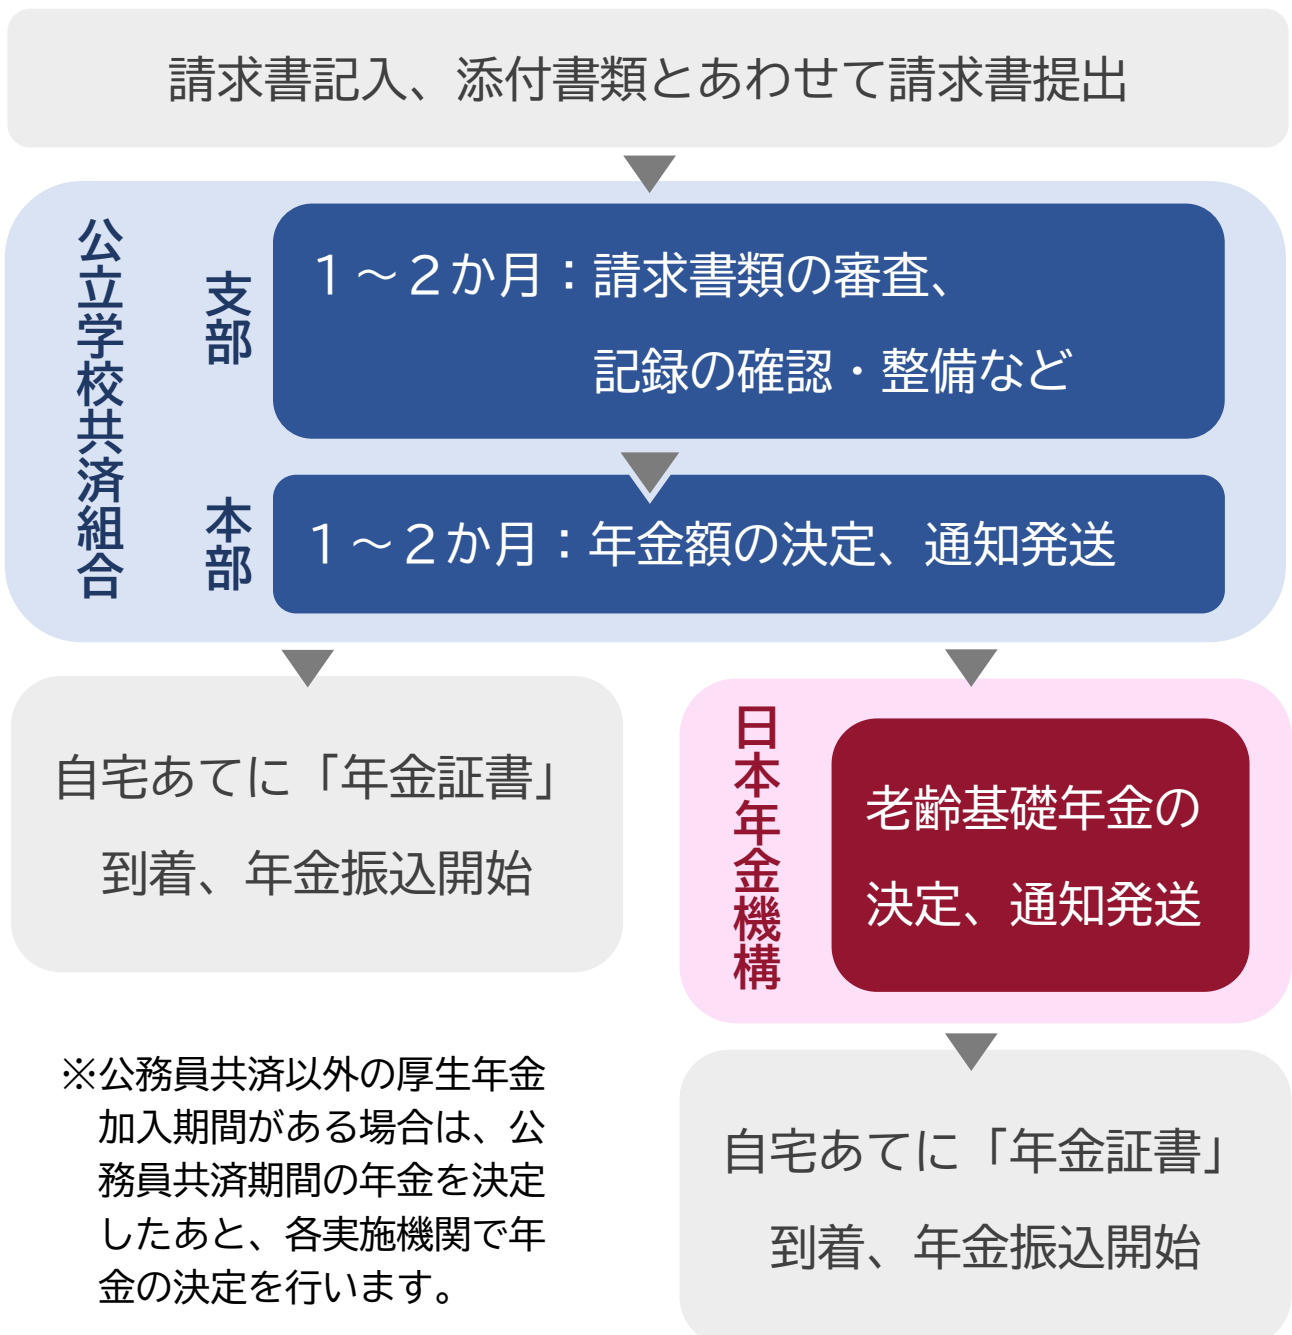 請求書記入、添付書類とあわせて請求書提出
公立学校共済組合
支部
１～２か月：請求書類の審査、
記録の確認・整備など
本部
１～２か月：年金額の決定、通知発送
自宅あてに「年金証書」
到着、年金振込開始
日本年金機構
老齢基礎年金の
決定、通知発送
※公務員共済以外の厚生年金
加入期間がある場合は、公
務員共済期間の年金を決定
したあと、各実施機関で年
金の決定を行います。
自宅あてに「年金証書」
到着、年金振込開始